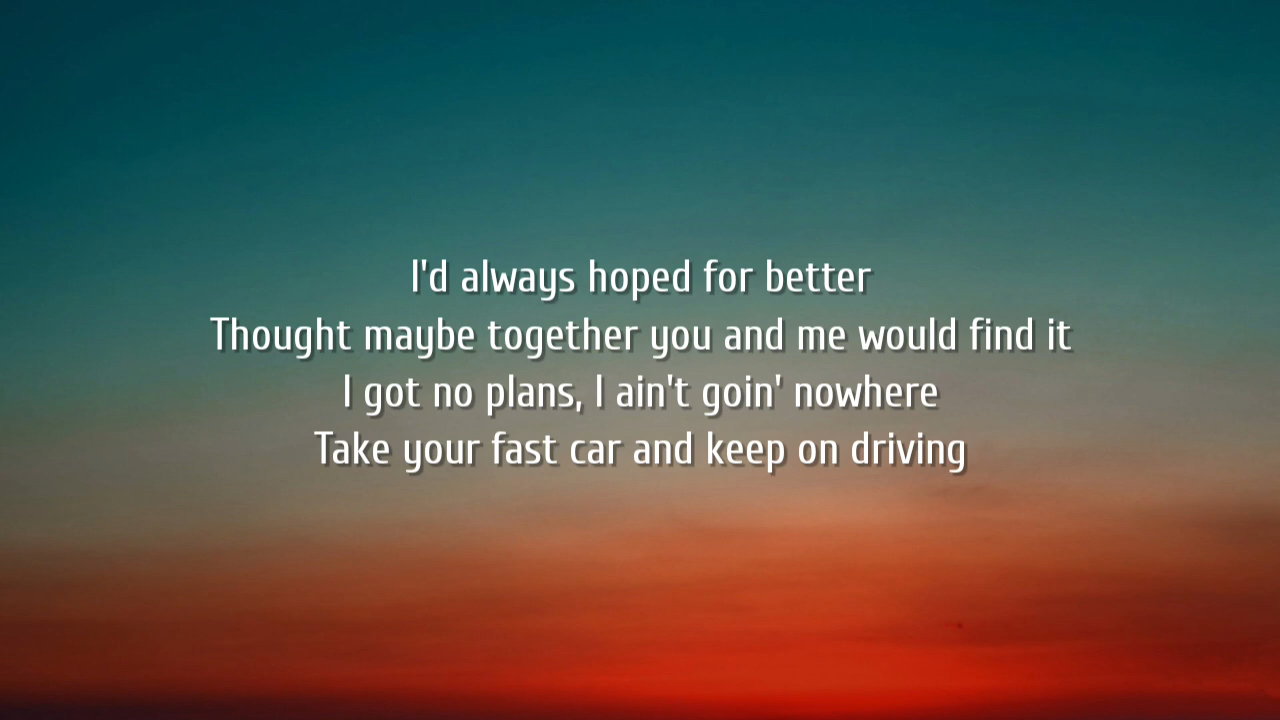 I'd always hoped for better
Thought maybe together you and me would find it
I got no plans, I ain't goin' nowhere
Take your fast car and keep on driving